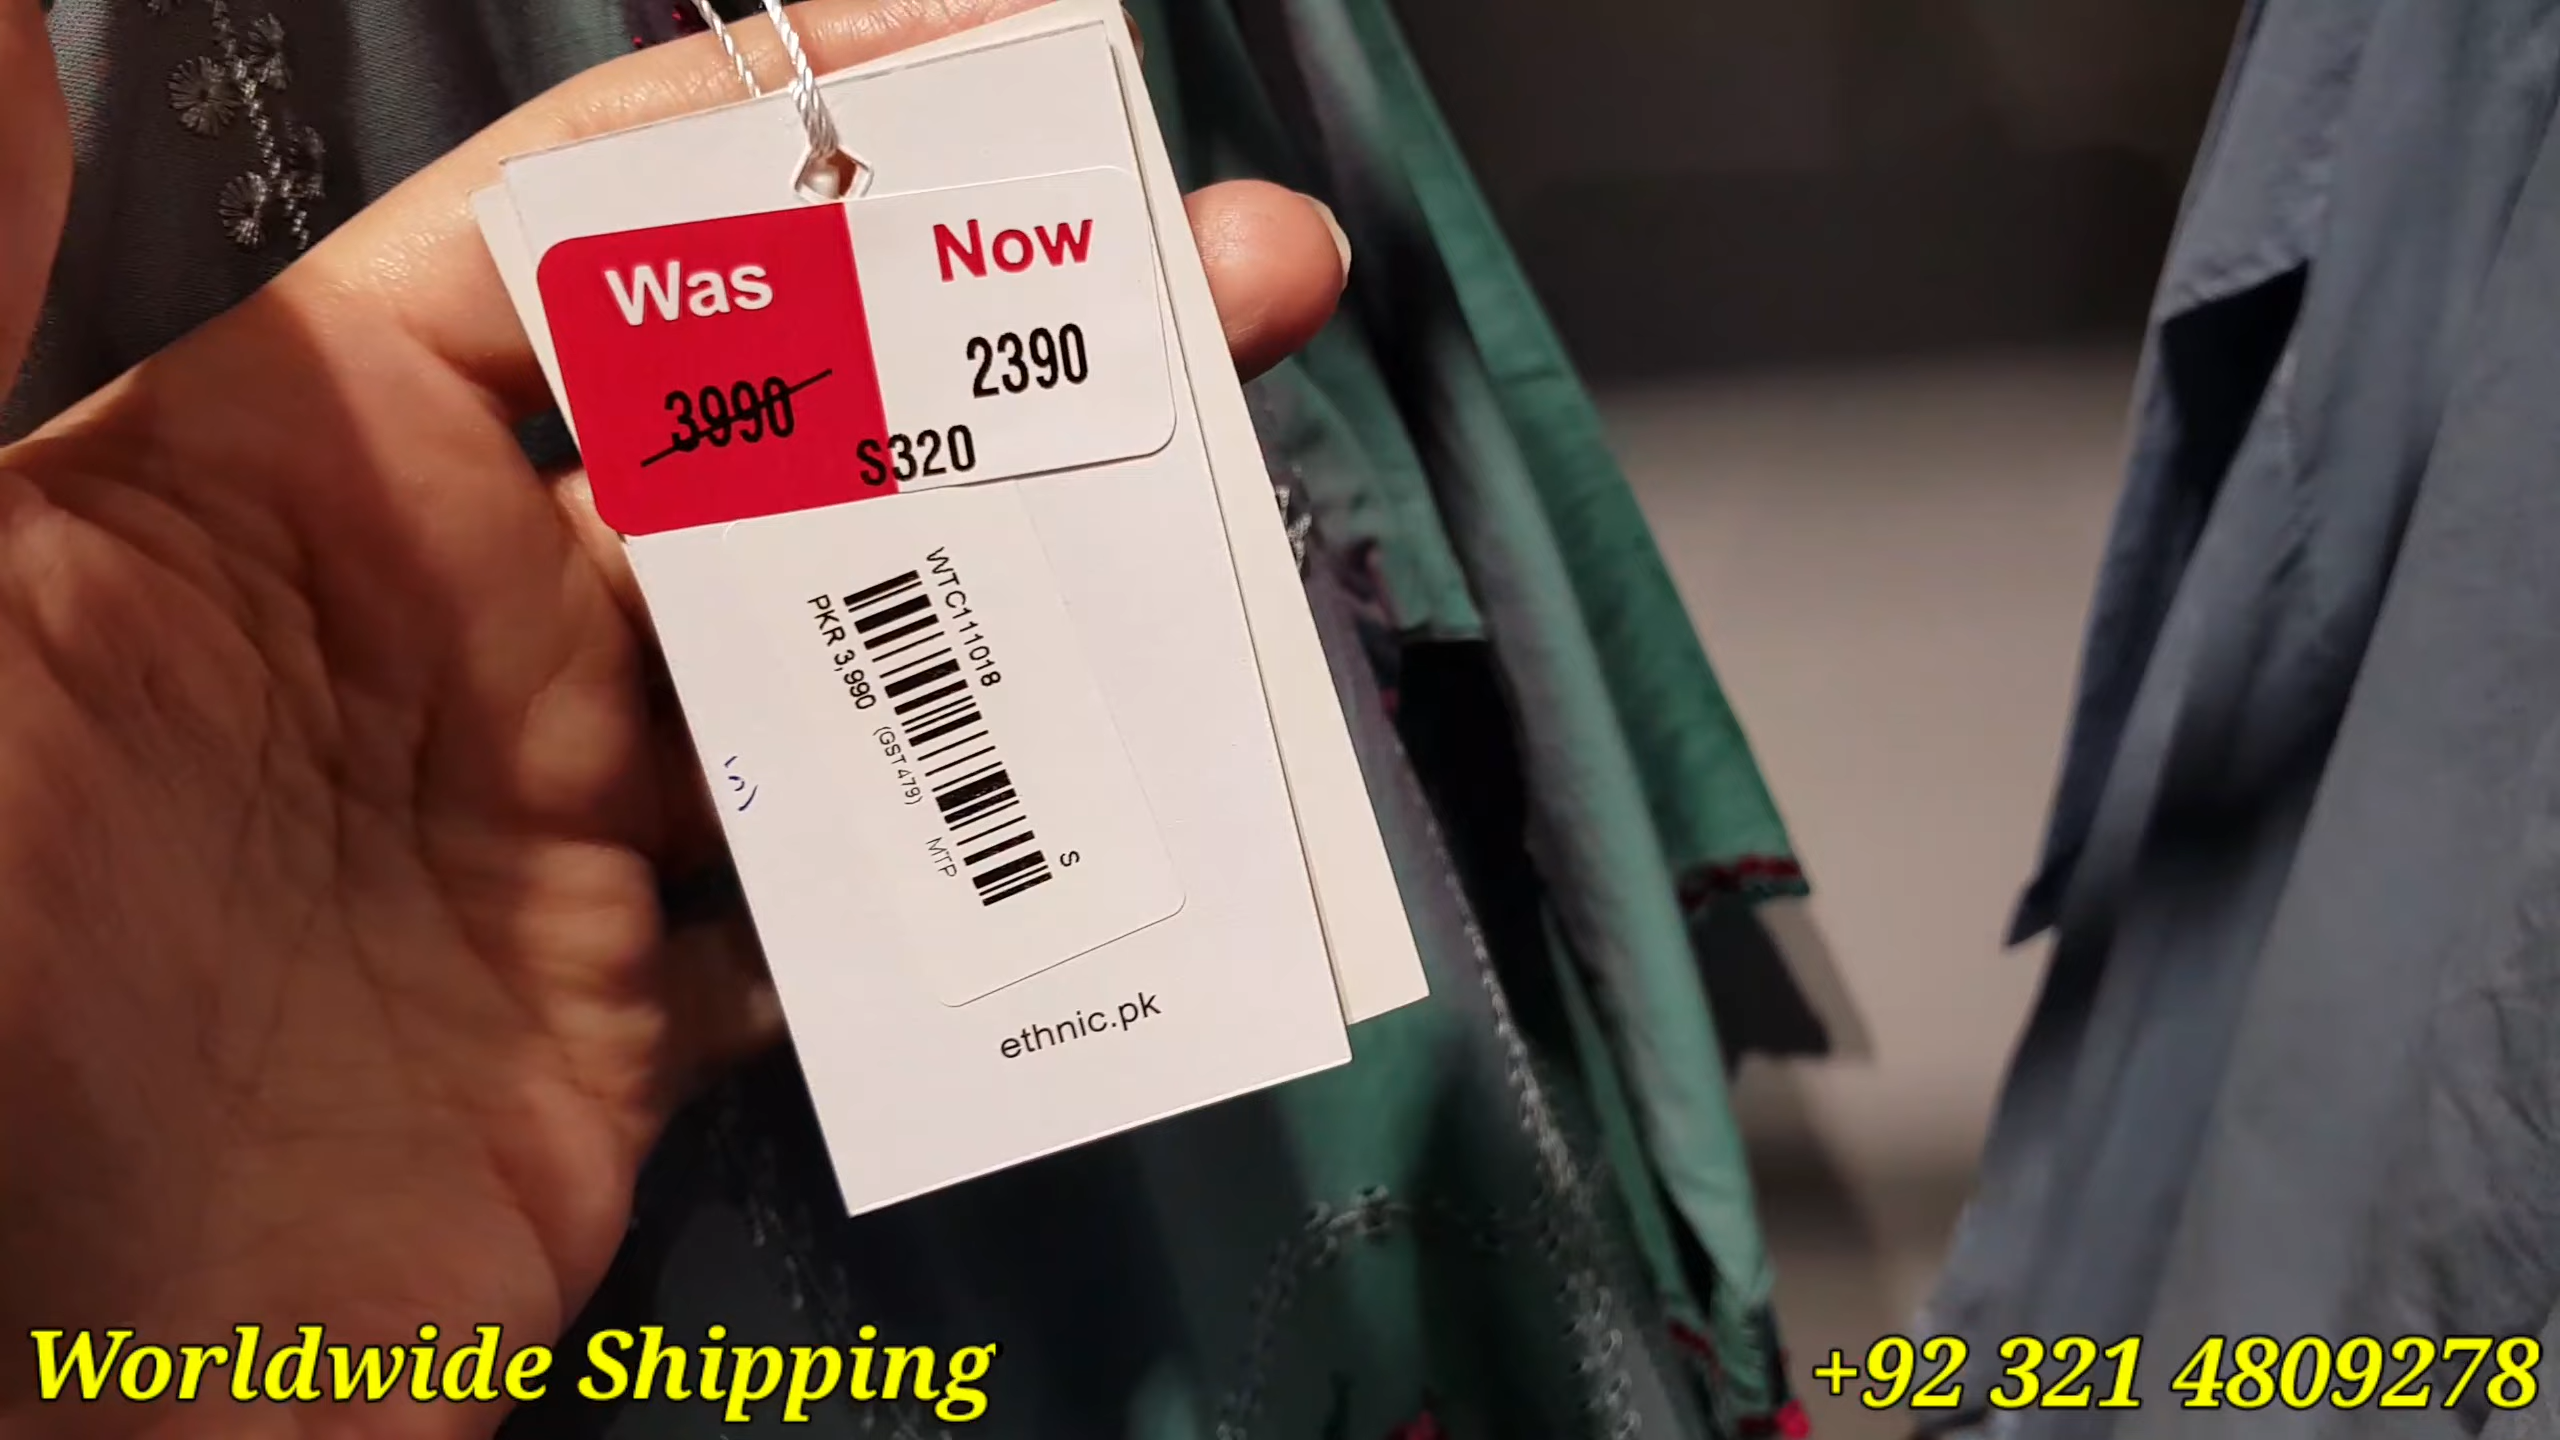 Was
3990
Now
2390
S320
WTC111018
PKR 3,990 (GST 479) MTP
S
ethnic.pk
Worldwide Shipping
+92 321 4809278